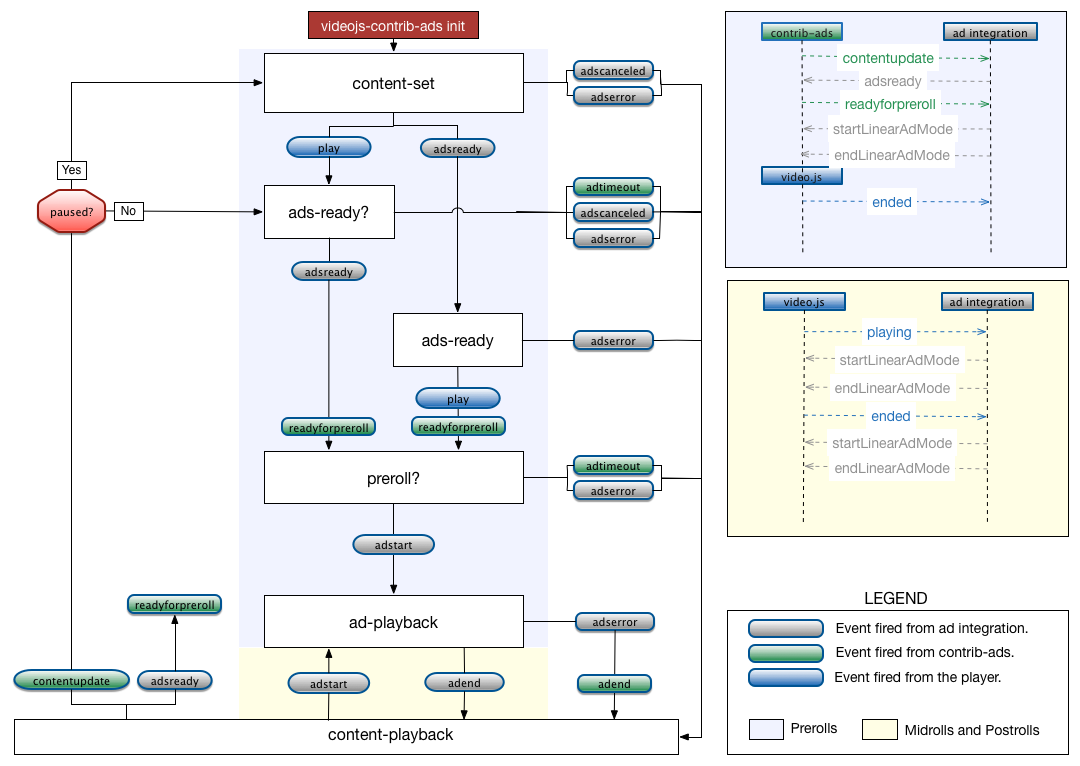 videojs-contrib-ads init
content-set
adscanceled
adserror
play
adsready
Yes
paused?
No
ads-ready?
adtimeout
adscanceled
adserror
adsready
ads-ready
adserror
play
readyforpreroll
readyforpreroll
preroll?
adtimeout
adserror
adstart
ad-playback
adserror
readyforpreroll
contentupdate
adsready
adstart
adend
adend
content-playback
contrib-ads
ad integration
contentupdate
adsready
readyforpreroll
startLinearAdMode
endLinearAdMode
video.js
ended
video.js
ad integration
playing
startLinearAdMode
endLinearAdMode
ended
startLinearAdMode
endLinearAdMode
LEGEND
Event fired from ad integration.
Event fired from contrib-ads.
Event fired from the player.
Prerolls
Midrolls and Postrolls